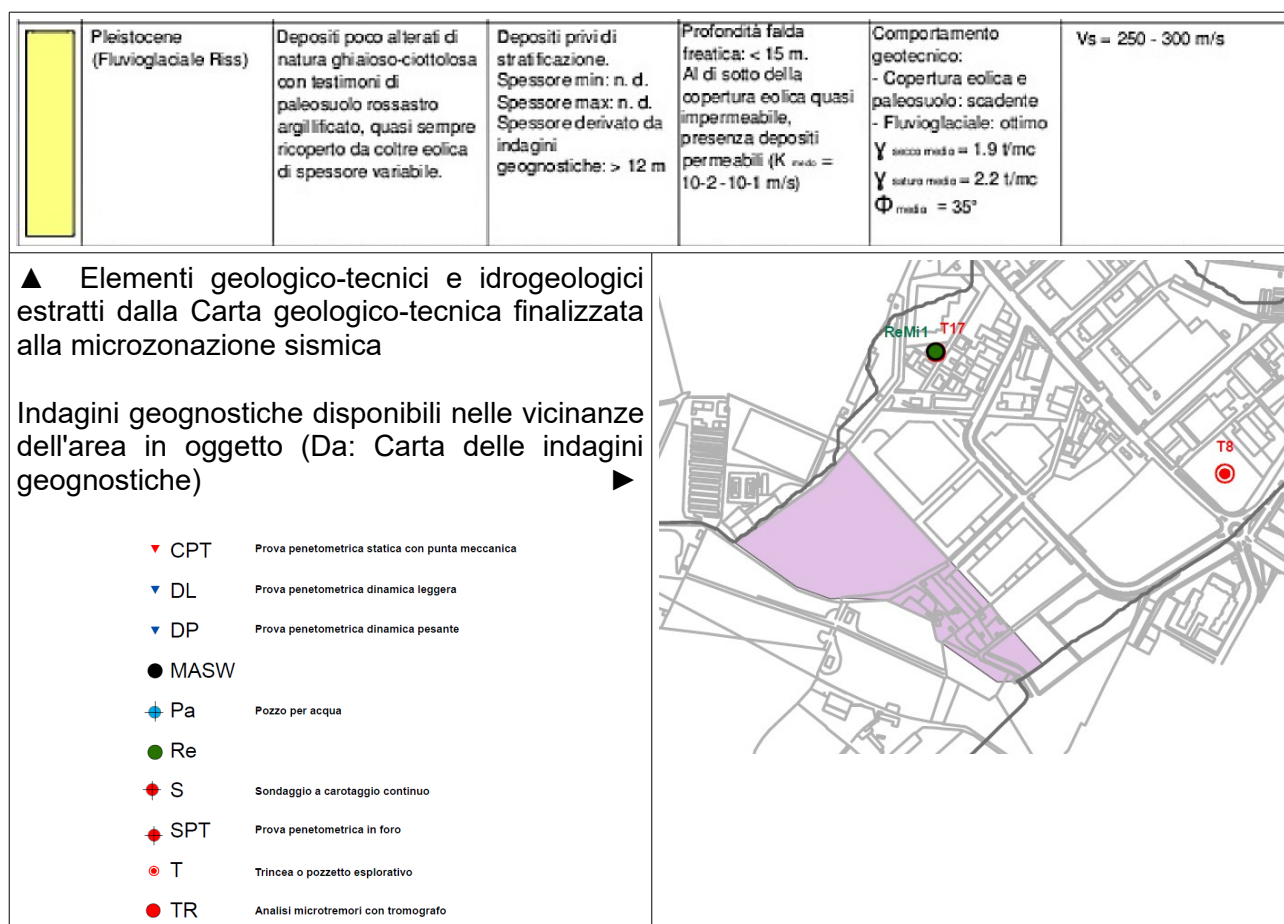 Pleistocene
(Fluvioglaciale Riss)
Depositi poco alterati di
natura ghiaioso-ciottolosa
con testimoni di
paleosuolo rossastro
argillificato, quasi sempre
ricoperto da coltre eolica
di spessore variabile.
Depositi privi di
stratificazione.
Spessore min: n. d.
Spessore max: n. d.
Spessore derivato da
indagini
geognostiche: > 12 m
Profondità falda
freatica: < 15 m.
Al di sotto della
copertura eolica quasi
impermeabile,
presenza depositi
permeabili (K medio =
10-2 -10-1 m/s)
Comportamento
geotecnico:
- Copertura eolica e
paleosuolo: scadente
- Fluvioglaciale: ottimo
γ secco medio = 1.9 t/mc
γ saturo medio = 2.2 t/mc
Φ medio = 35°
Vs = 250 - 300 m/s
▲ Elementi geologico-tecnici e idrogeologici
estratti dalla Carta geologico-tecnica finalizzata
alla microzonazione sismica
Indagini geognostiche disponibili nelle vicinanze
dell'area in oggetto (Da: Carta delle indagini
geognostiche) ►
CPT Prova penetometrica statica con punta meccanica
DL Prova penetometrica dinamica leggera
DP Prova penetometrica dinamica pesante
MASW
Pa Pozzo per acqua
Re
S Sondaggio a carotaggio continuo
SPT Prova penetometrica in foro
T Trincea o pozzetto esplorativo
TR Analisi microtremori con tromografo
ReMi1 T17
T8